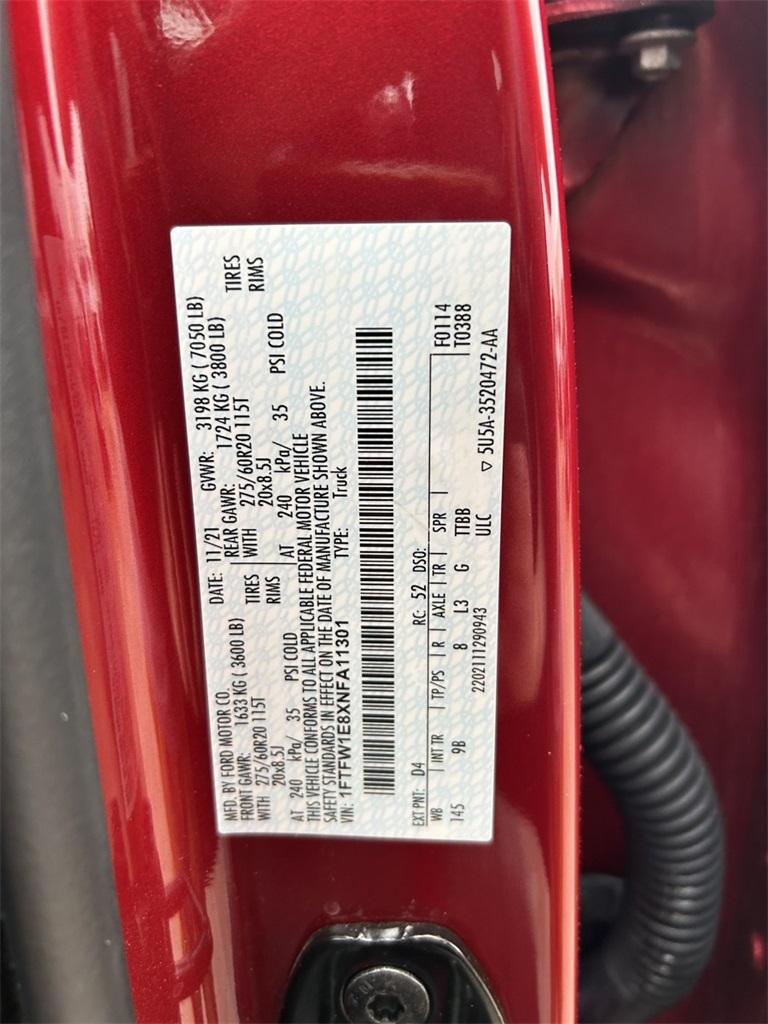 MFD. BY FORD MOTOR CO. DATE: 11/21 GVWR: 3198 KG ( 7050 LB)
FRONT GAWR: 1633 KG ( 3600 LB) REAR GAWR: 1724 KG ( 3800 LB)
WITH 275/60R20 115T TIRES WITH 275/60R20 115T TIRES
20x8.5J RIMS 20x8.5J RIMS
AT 240 kPa/ 35 PSI COLD AT 240 kPa/ 35 PSI COLD
THIS VEHICLE CONFORMS TO ALL APPLICABLE FEDERAL MOTOR VEHICLE
SAFETY STANDARDS IN EFFECT ON THE DATE OF MANUFACTURE SHOWN ABOVE.
VIN: 1FTFW1E8XNFA11301 TYPE: Truck
EXT PNT: D4 RC: 52 DSO: F0114
WB INT TR TP/PS R AXLE TR SPR T0388
145 9B 8 L3 G TTBB
2202111290943 ULC
5U5A-3520472-AA